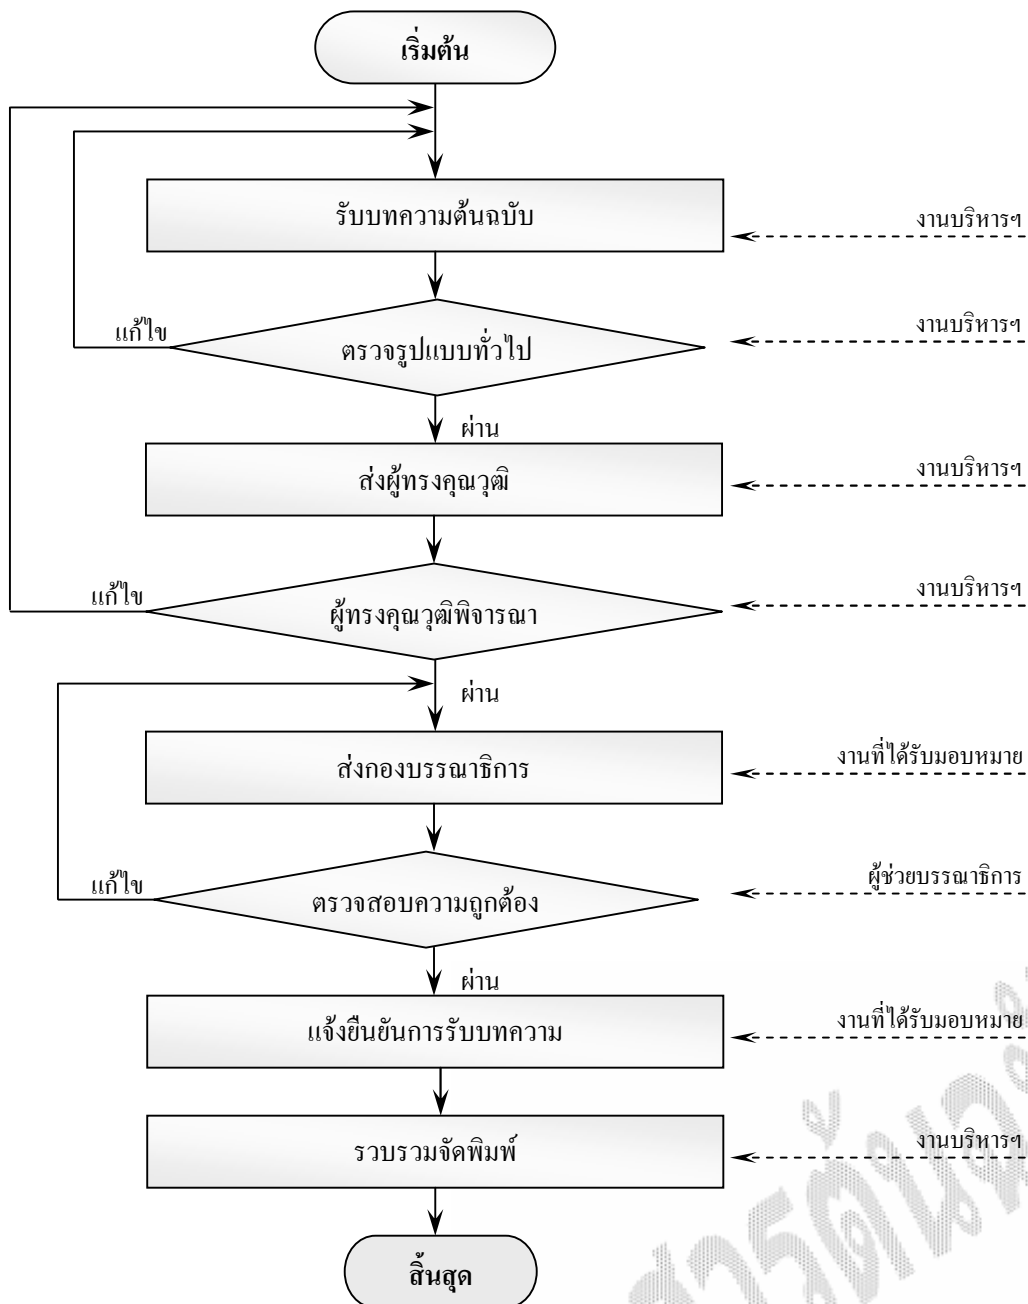 เริ่มต้น
รับบทความต้นฉบับ
งานบริหารฯ
แก้ไข
ตรวจรูปแบบทั่วไป
งานบริหารฯ
ผ่าน
ส่งผู้ทรงคุณวุฒิ
งานบริหารฯ
แก้ไข
ผู้ทรงคุณวุฒิพิจารณา
งานบริหารฯ
ผ่าน
ส่งกองบรรณาธิการ
งานที่ได้รับมอบหมาย
แก้ไข
ตรวจสอบความถูกต้อง
ผู้ช่วยบรรณาธิการ
ผ่าน
แจ้งยืนยันการรับบทความ
งานที่ได้รับมอบหมาย
รวบรวมจัดพิมพ์
งานบริหารฯ
สิ้นสุด